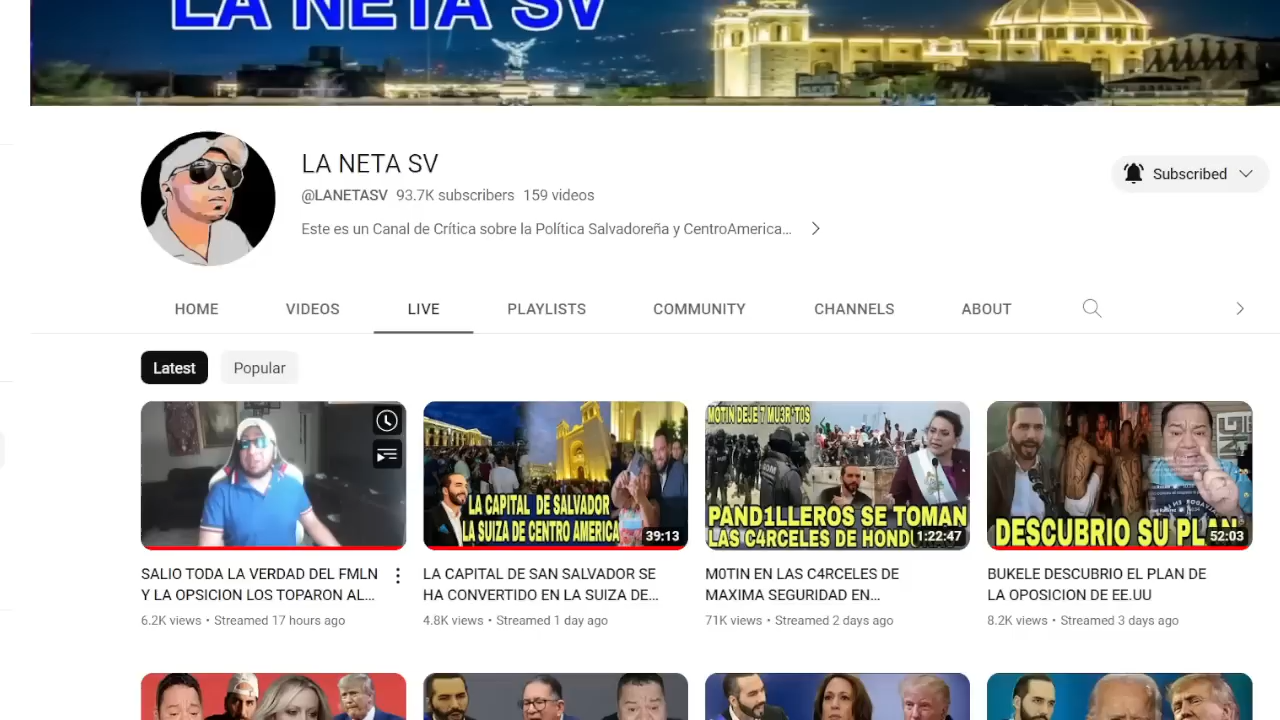 LA NETA SV
LA NETA SV
@LANETASV 93.7K subscribers 159 videos
Este es un Canal de Crítica sobre la Política Salvadoreña y CentroAmerica...
Subscribed
HOME VIDEOS LIVE PLAYLISTS COMMUNITY CHANNELS ABOUT
Latest Popular
LA CAPITAL DE SALVADOR
LA SUIZA DE CENTRO AMERICA
39:13
MOTIN DEJE 7 MU3R*T0S
PAND1LLEROS SE TOMAN
LAS C4RCELES DE HONDURAS
1:22:47
DESCUBRIO SU PLAN
52:03
SALIO TODA LA VERDAD DEL FMLN
Y LA OPSICION LOS TOPARON AL...
6.2K views • Streamed 17 hours ago
LA CAPITAL DE SAN SALVADOR SE
HA CONVERTIDO EN LA SUIZA DE...
4.8K views • Streamed 1 day ago
M0TIN EN LAS C4RCELES DE
MAXIMA SEGURIDAD EN...
71K views • Streamed 2 days ago
BUKELE DESCUBRIO EL PLAN DE
LA OPOSICION DE EE.UU
8.2K views • Streamed 3 days ago